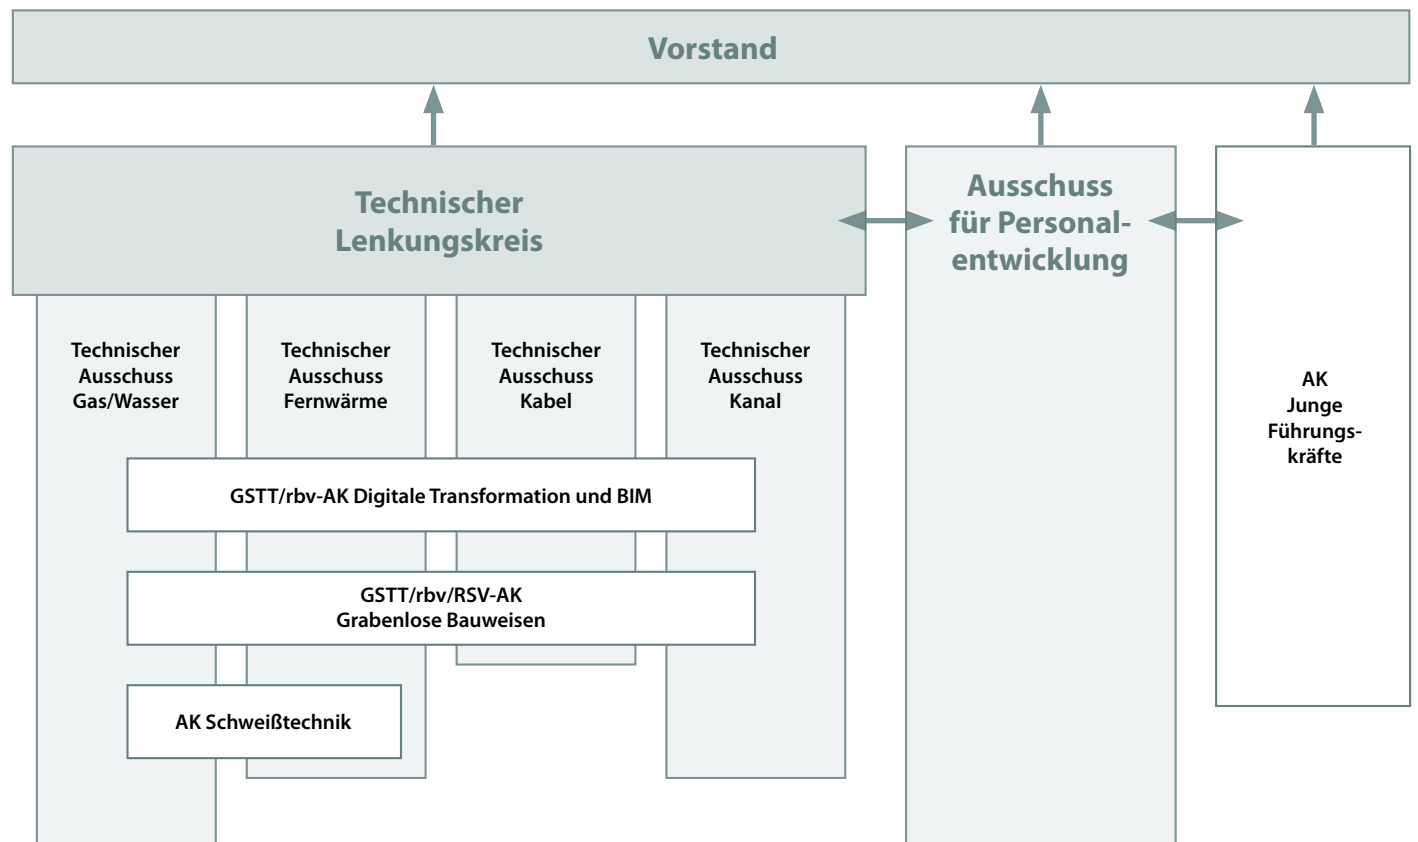 Vorstand
Technischer
Lenkungskreis
Ausschuss
für Personal-
entwicklung
Technischer
Ausschuss
Gas/Wasser
Technischer
Ausschuss
Fernwärme
Technischer
Ausschuss
Kabel
Technischer
Ausschuss
Kanal
AK
Junge
Führungs-
kräfte
GSTT/rbv-AK Digitale Transformation und BIM
GSTT/rbv/RSV-AK
Grabenlose Bauweisen
AK Schweißtechnik